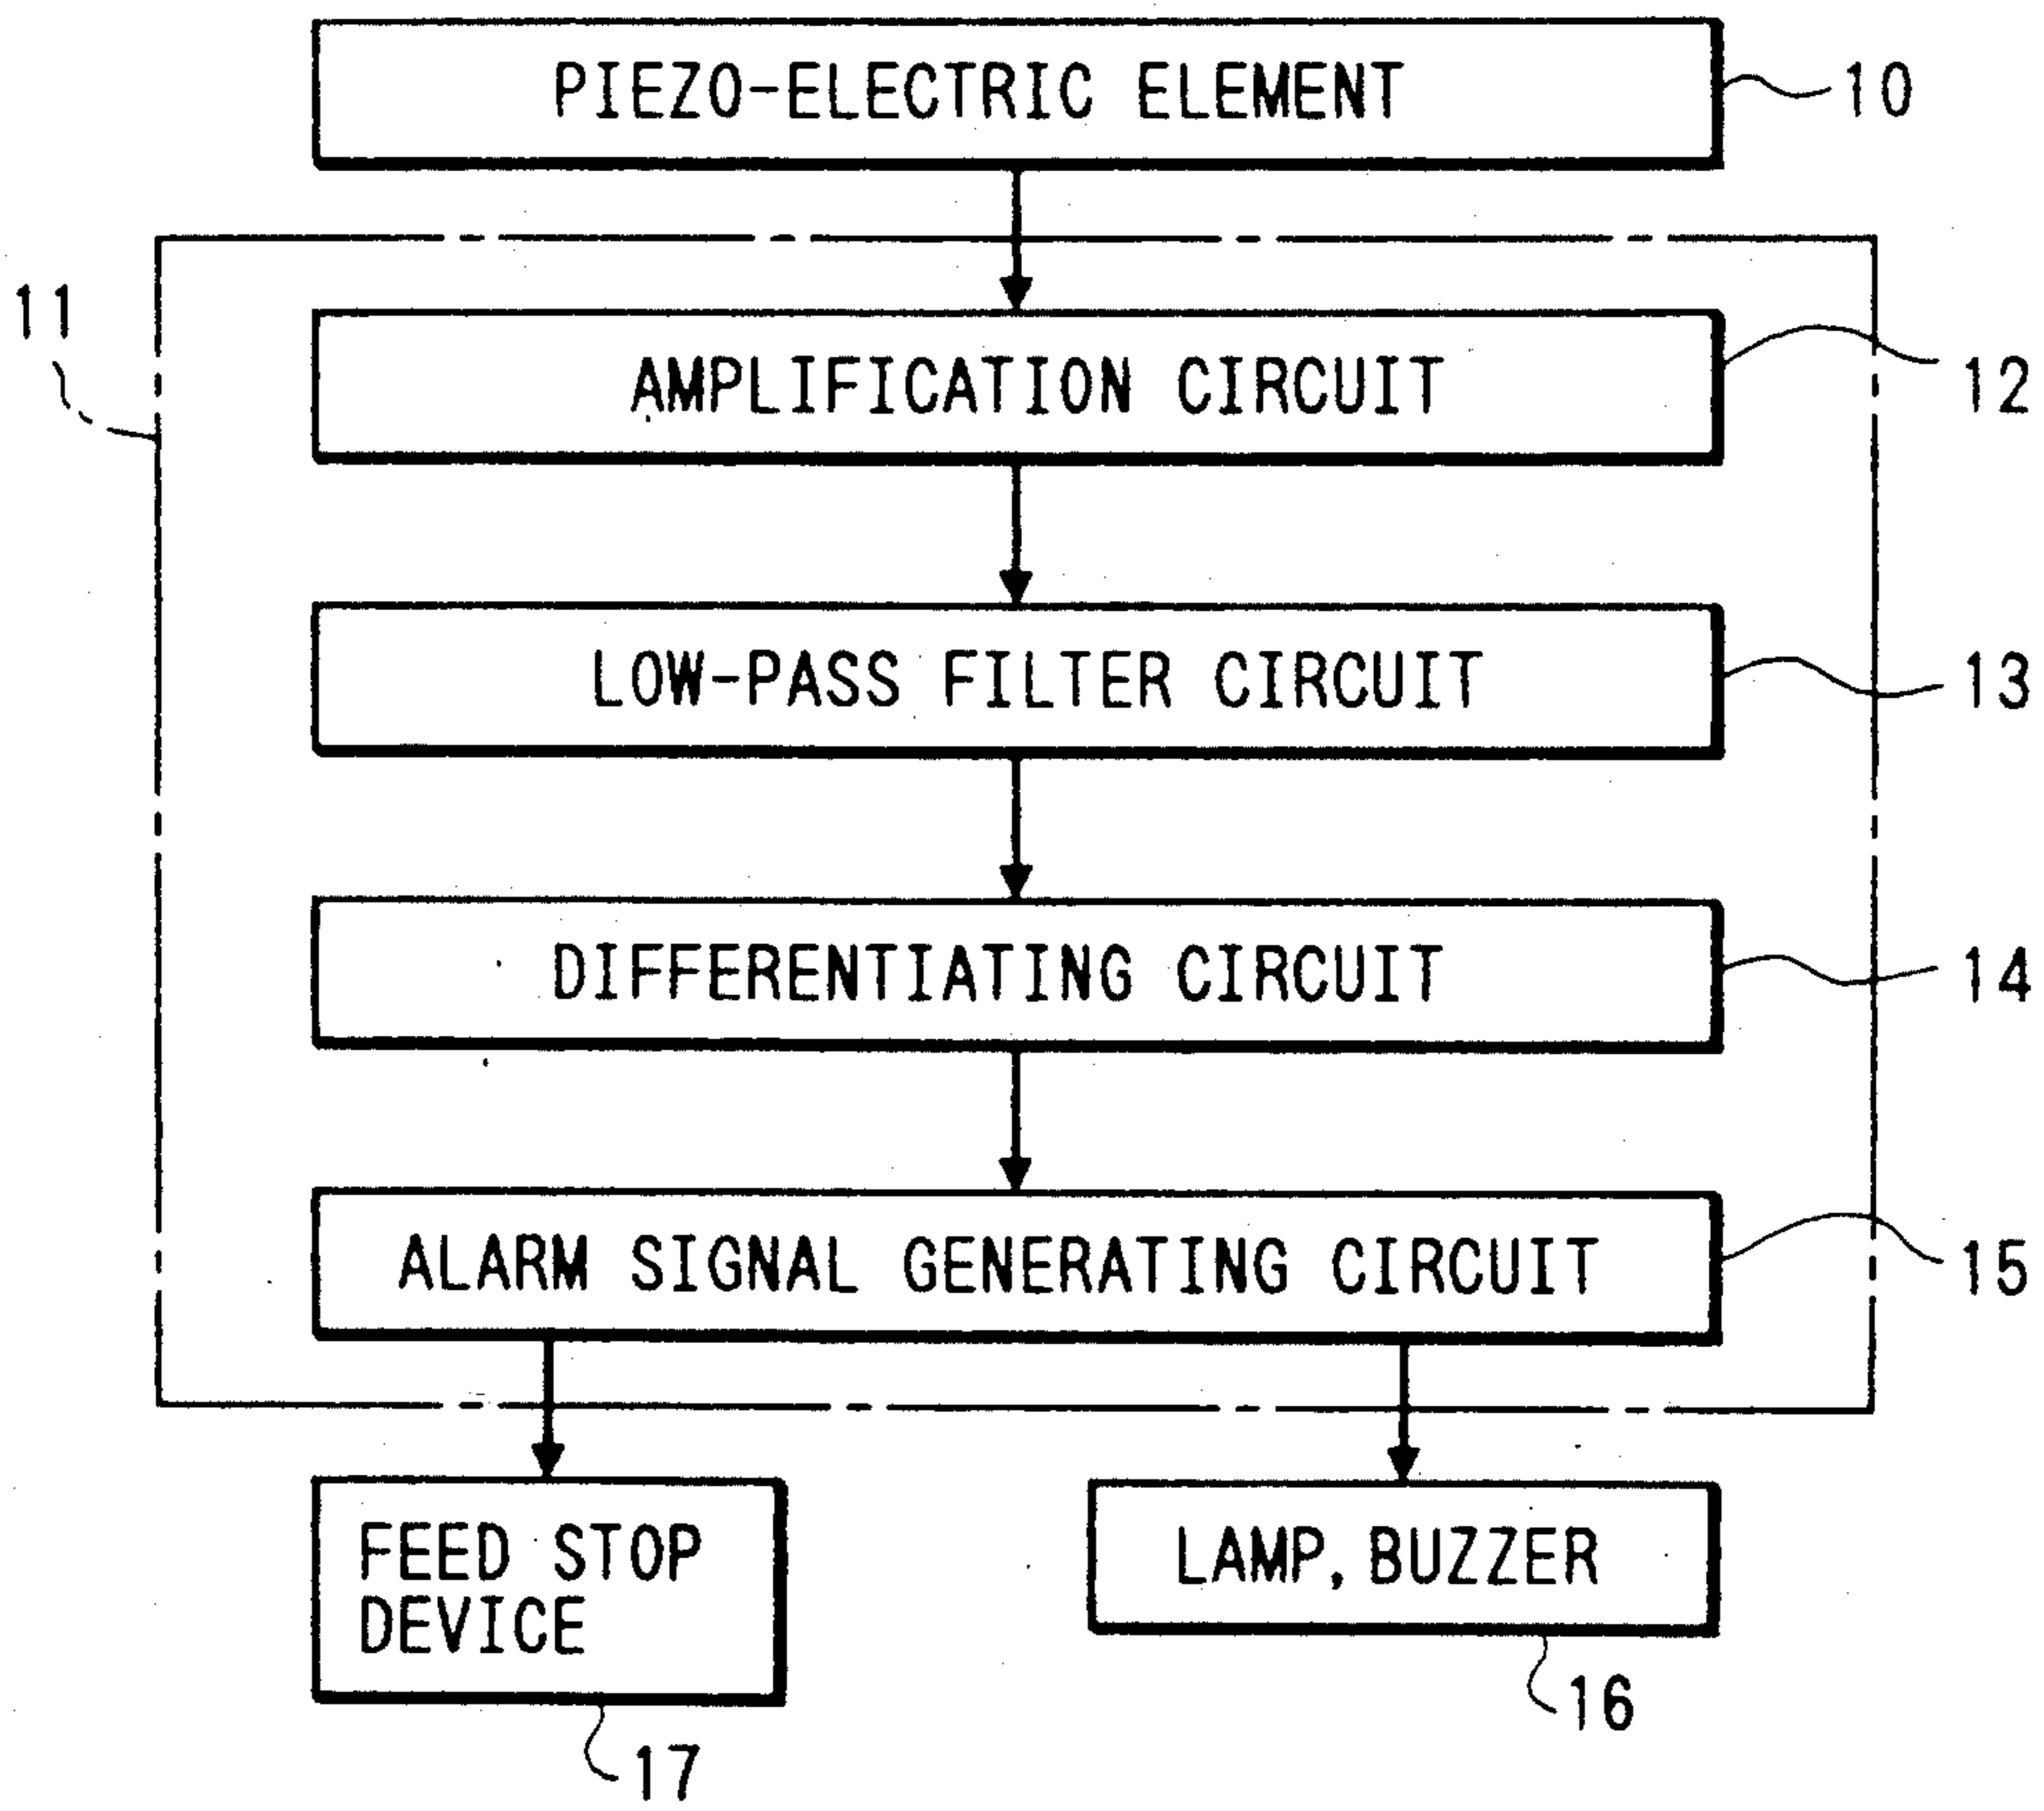 PIEZO-ELECTRIC ELEMENT
10
11
AMPLIFICATION CIRCUIT
12
LOW-PASS FILTER CIRCUIT
13
DIFFERENTIATING CIRCUIT
14
ALARM SIGNAL GENERATING CIRCUIT
15
FEED STOP
DEVICE
LAMP, BUZZER
16
17